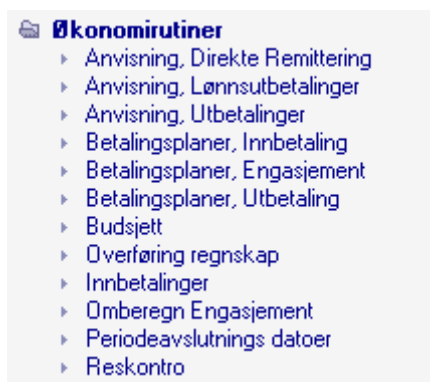 Økonomirutiner
Anvisning, Direkte Remittering
Anvisning, Lønnsutbetalinger
Anvisning, Utbetalinger
Betalingsplaner, Innbetaling
Betalingsplaner, Engasjement
Betalingsplaner, Utbetaling
Budsjett
Overføring regnskap
Innbetalinger
Omberegn Engasjement
Periodeavslutnings datoer
Reskontro